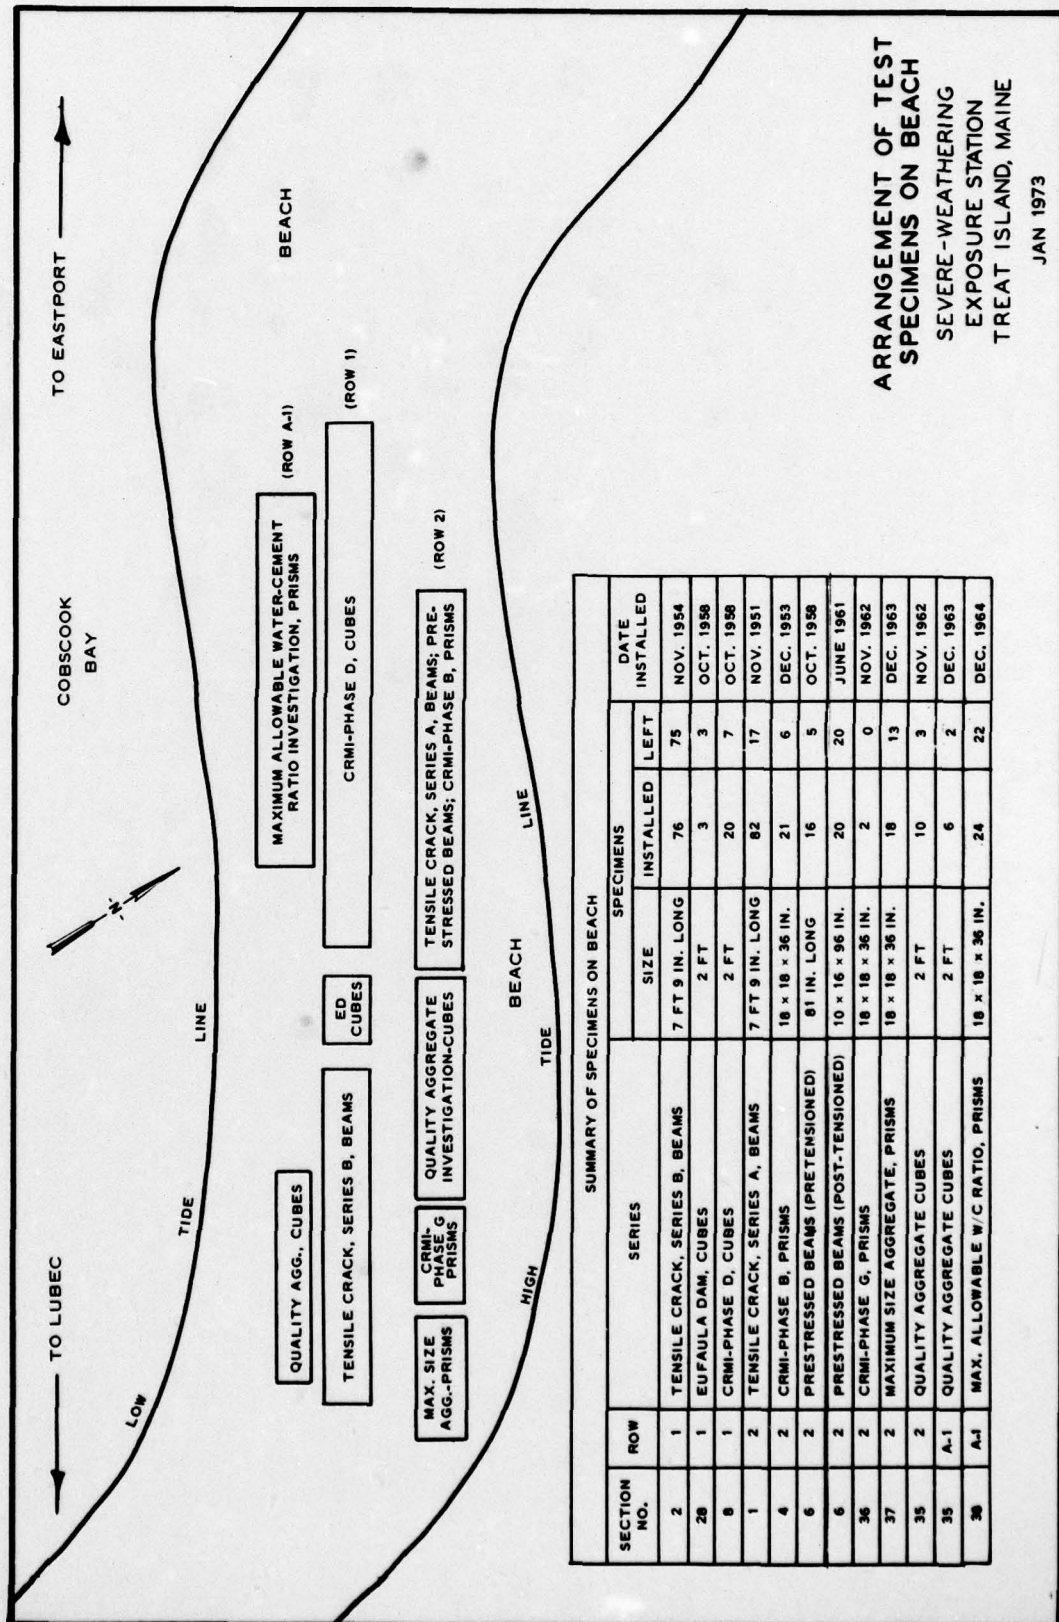 TO LUBEC
COBSCOOK
BAY
TO EASTPORT
N
LOW
TIDE
LINE
BEACH
QUALITY AGG., CUBES
MAXIMUM ALLOWABLE WATER-CEMENT
RATIO INVESTIGATION, PRISMS
(ROW A-1)
TENSILE CRACK, SERIES B, BEAMS
ED
CUBES
CRMI-PHASE D, CUBES
(ROW 1)
MAX. SIZE
AGG.-PRISMS
CRMI-
PHASE G
PRISMS
QUALITY AGGREGATE
INVESTIGATION-CUBES
TENSILE CRACK, SERIES A, BEAMS; PRE-
STRESSED BEAMS; CRMI-PHASE B, PRISMS
(ROW 2)
BEACH
HIGH
TIDE
LINE
SUMMARY OF SPECIMENS ON BEACH
SECTION NO. ROW SERIES SPECIMENS SIZE INSTALLED LEFT DATE INSTALLED
2 1 TENSILE CRACK, SERIES B, BEAMS 7 FT 9 IN. LONG 76 75 NOV. 1954
28 1 EUFAULA DAM, CUBES 2 FT 3 3 OCT. 1958
8 1 CRMI-PHASE D, CUBES 2 FT 20 7 OCT. 1958
1 2 TENSILE CRACK, SERIES A, BEAMS 7 FT 9 IN. LONG 82 17 NOV. 1951
4 2 CRMI-PHASE B, PRISMS 18 × 18 × 36 IN. 21 6 DEC. 1953
6 2 PRESTRESSED BEAMS (PRETENSIONED) 81 IN. LONG 16 5 OCT. 1958
6 2 PRESTRESSED BEAMS (POST-TENSIONED) 10 × 16 × 96 IN. 20 20 JUNE 1961
36 2 CRMI-PHASE G, PRISMS 18 × 18 × 36 IN. 2 0 NOV. 1962
37 2 MAXIMUM SIZE AGGREGATE, PRISMS 18 × 18 × 36 IN. 18 13 DEC. 1963
35 2 QUALITY AGGREGATE CUBES 2 FT 10 3 NOV. 1962
35 A-1 QUALITY AGGREGATE CUBES 2 FT 6 2 DEC. 1963
38 A-1 MAX. ALLOWABLE W/C RATIO, PRISMS 18 × 18 × 36 IN. 24 22 DEC. 1964
ARRANGEMENT OF TEST
SPECIMENS ON BEACH
SEVERE-WEATHERING
EXPOSURE STATION
TREAT ISLAND, MAINE
JAN 1973